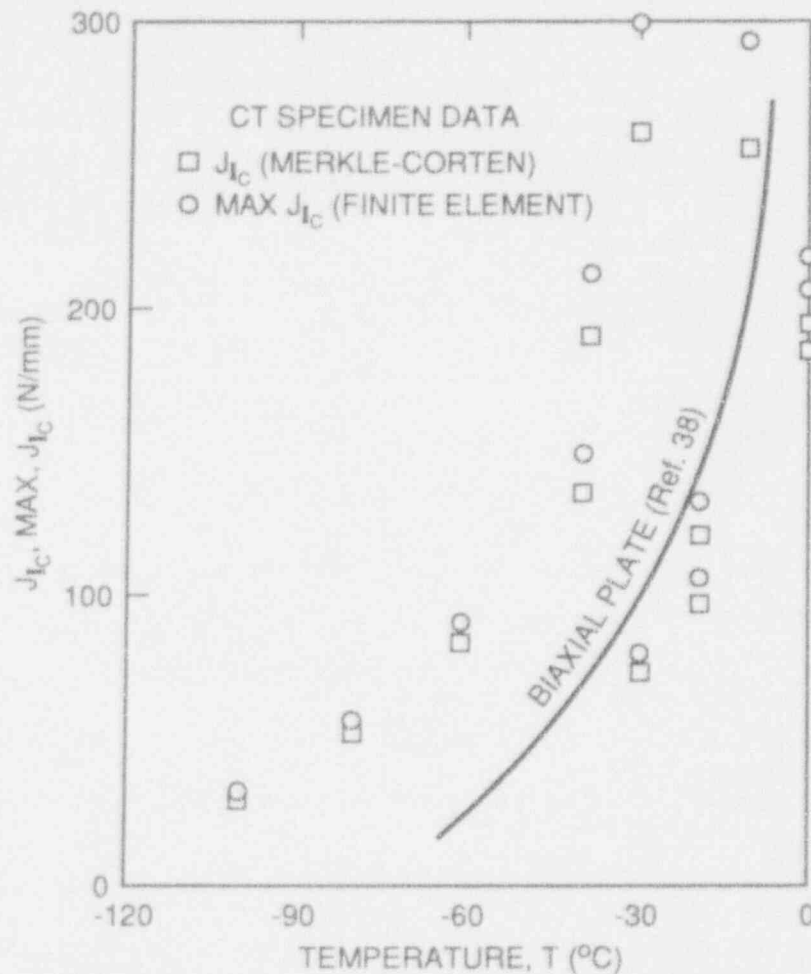 300
CT SPECIMEN DATA
□ J_Ic (MERKLE-CORTEN)
○ MAX J_Ic (FINITE ELEMENT)
200
J_Ic, MAX. J_Ic (N/mm)
BIAXIAL PLATE (Ref. 38)
100
0
-120 -90 -60 -30 0
TEMPERATURE, T (°C)